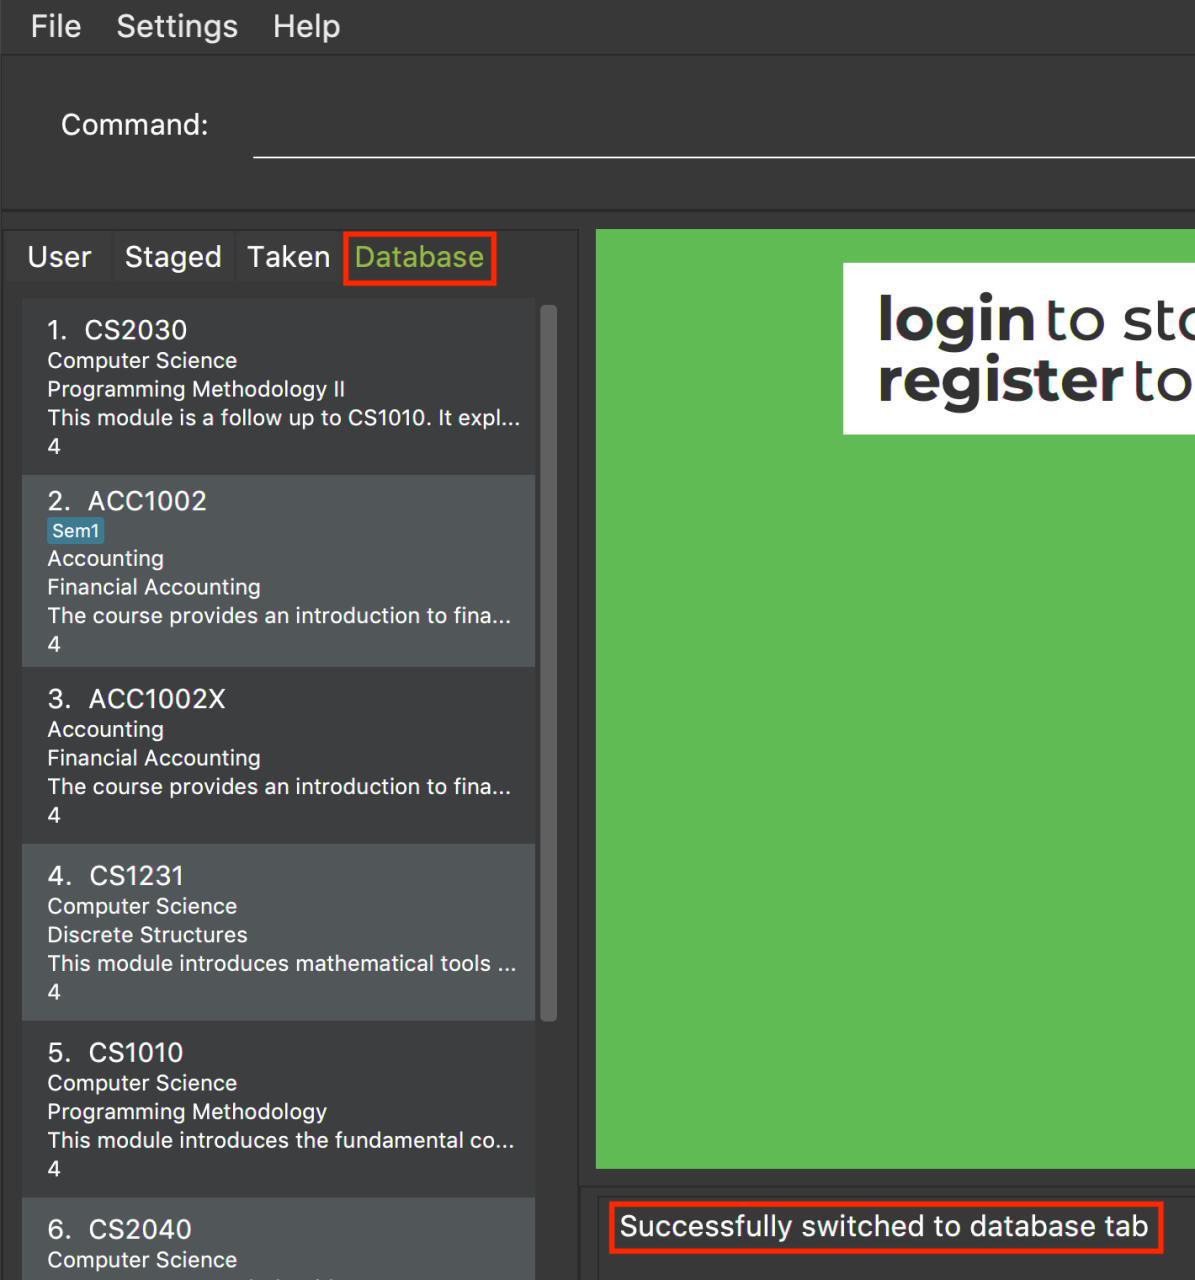 File Settings Help
Command:
User Staged Taken Database
1. CS2030
Computer Science
Programming Methodology II
This module is a follow up to CS1010. It expl...
4
2. ACC1002
Sem1
Accounting
Financial Accounting
The course provides an introduction to fina...
4
3. ACC1002X
Accounting
Financial Accounting
The course provides an introduction to fina...
4
4. CS1231
Computer Science
Discrete Structures
This module introduces mathematical tools ...
4
5. CS1010
Computer Science
Programming Methodology
This module introduces the fundamental co...
4
6. CS2040
Computer Science
login to
register to
Successfully switched to database tab